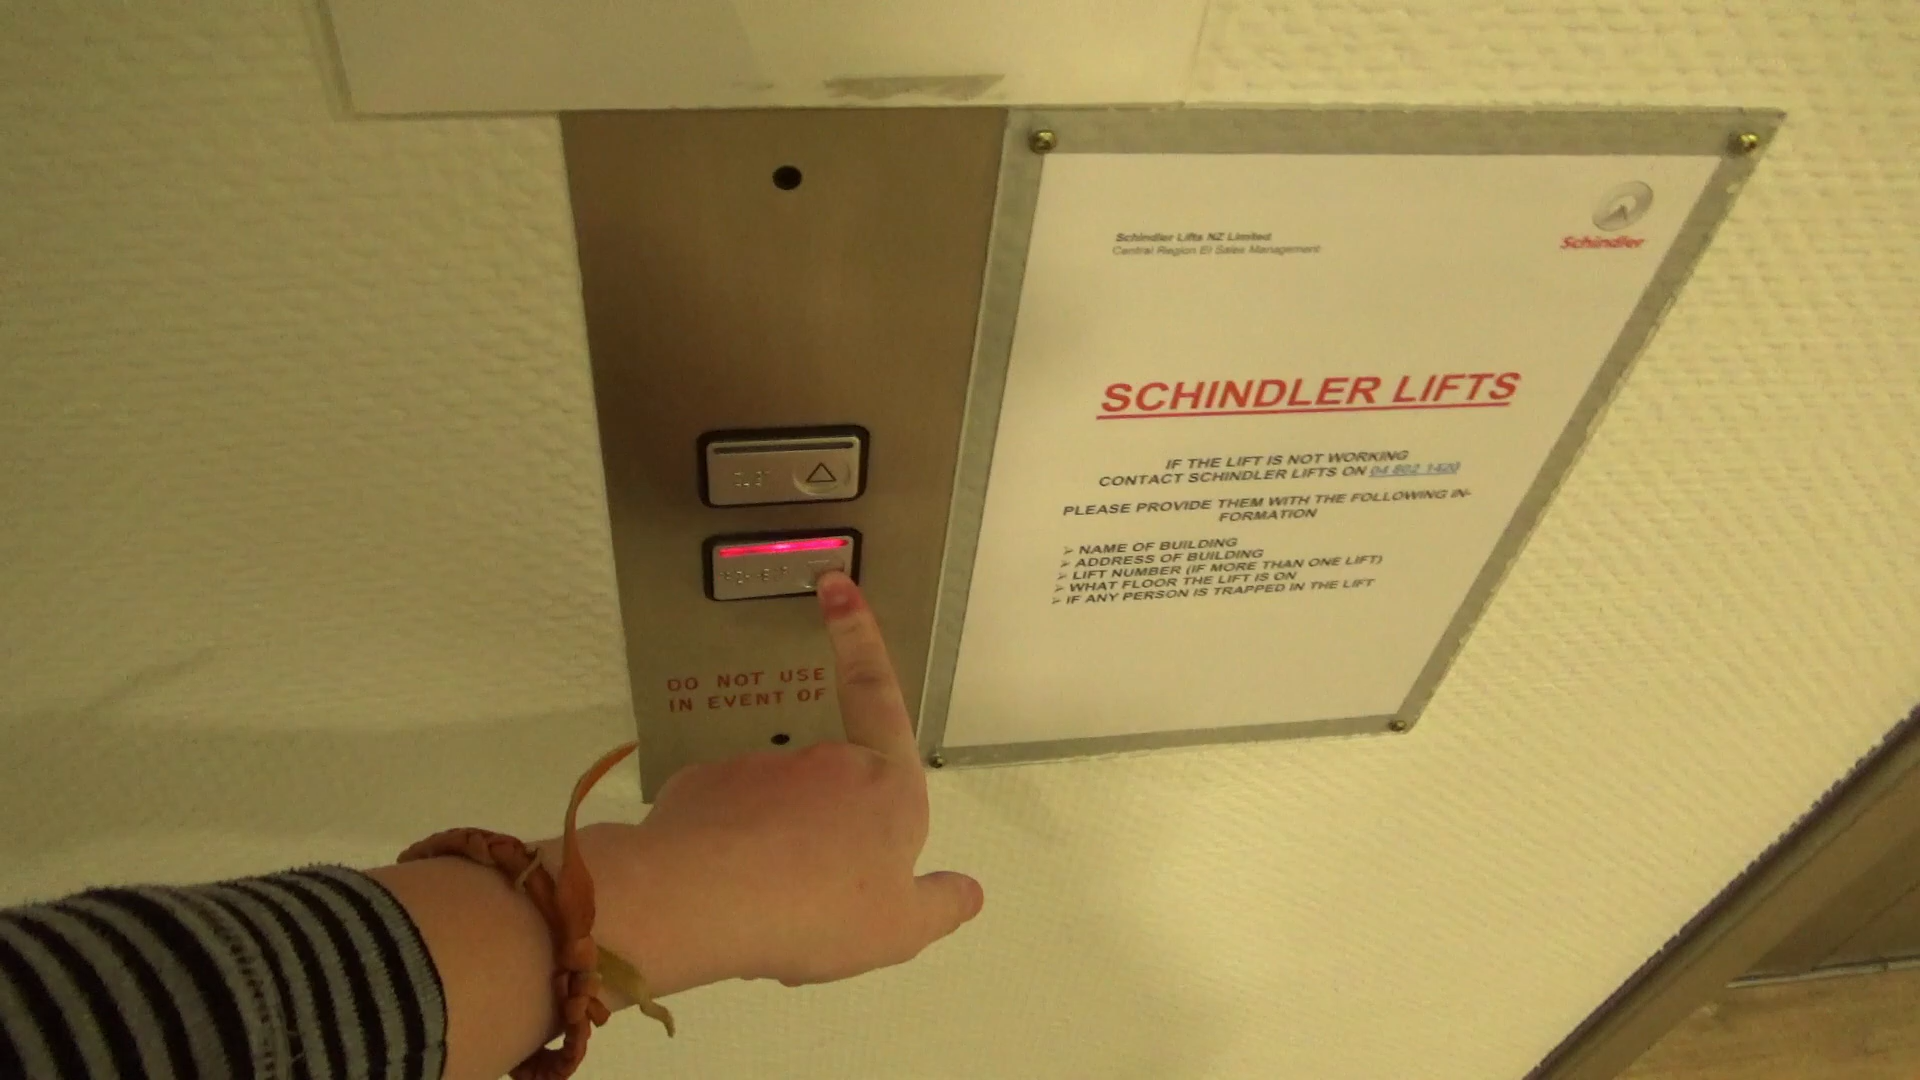 Schindler Lifts NZ Limited
Central Region EI Sales Management
Schindler
SCHINDLER LIFTS
IF THE LIFT IS NOT WORKING
CONTACT SCHINDLER LIFTS ON 04 802 1420
PLEASE PROVIDE THEM WITH THE FOLLOWING IN-
FORMATION
➢ NAME OF BUILDING
➢ ADDRESS OF BUILDING
➢ LIFT NUMBER (IF MORE THAN ONE LIFT)
➢ WHAT FLOOR THE LIFT IS ON
➢ IF ANY PERSON IS TRAPPED IN THE LIFT
DO NOT USE
IN EVENT OF